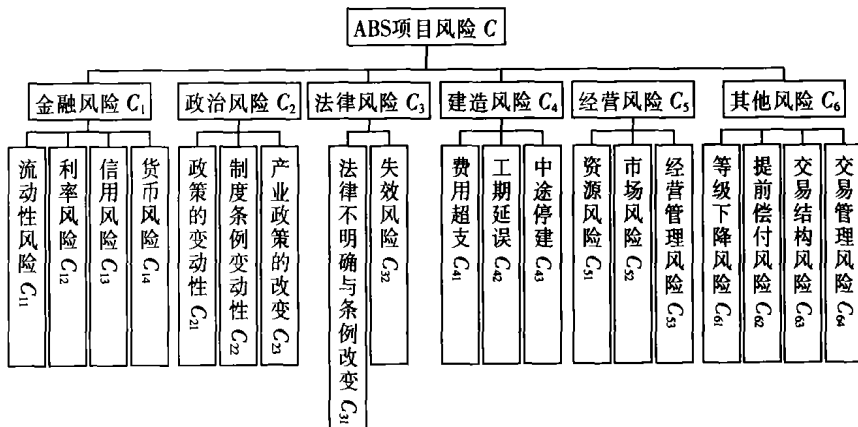 ABS项目风险 C
金融风险 C₁
政治风险 C₂
法律风险 C₃
建造风险 C₄
经营风险 C₅
其他风险 C₆
流动性风险 C₁₁
利率风险 C₁₂
信用风险 C₁₃
货币风险 C₁₄
政策的变动性 C₂₁
制度条例变动性 C₂₂
产业政策的改变 C₂₃
法律不明确与条例改变 C₃₁
失效风险 C₃₂
费用超支 C₄₁
工期延误 C₄₂
中途停建 C₄₃
资源风险 C₅₁
市场风险 C₅₂
经营管理风险 C₅₃
等级下降风险 C₆₁
提前偿付风险 C₆₂
交易结构风险 C₆₃
交易管理风险 C₆₄